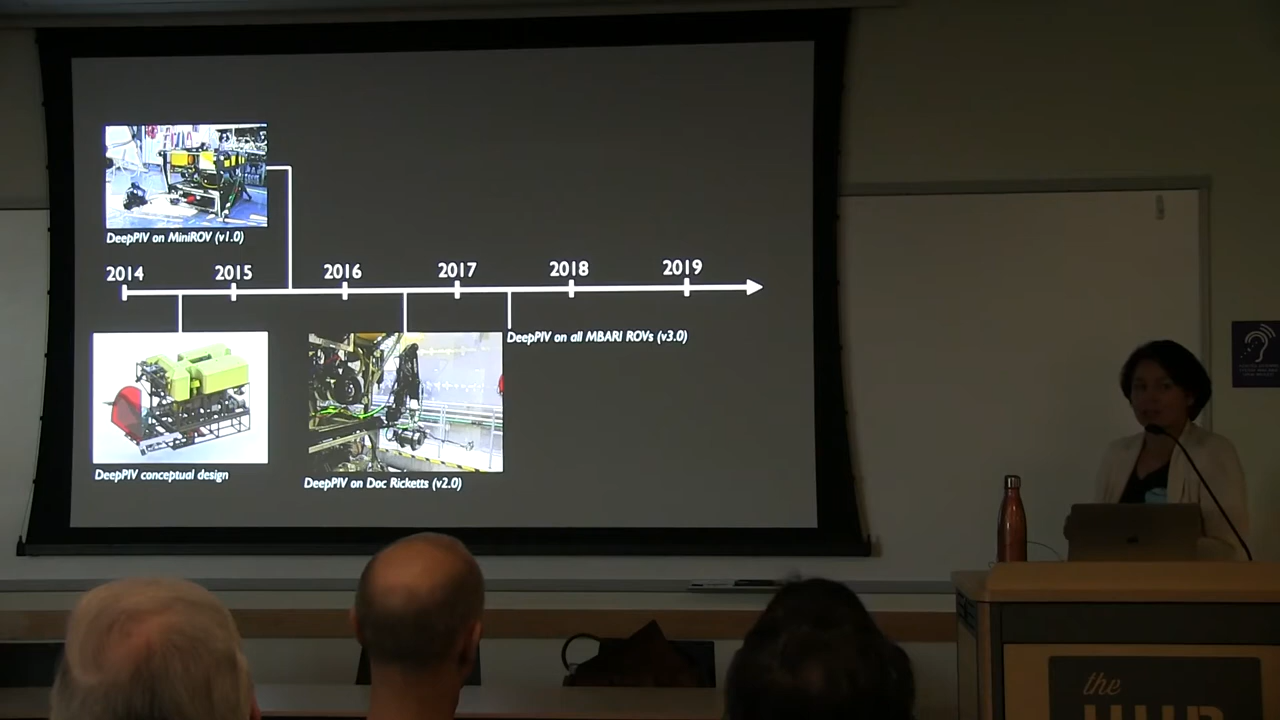 DeepPIV on MiniROV (v1.0)
2014 2015 2016 2017 2018 2019
DeepPIV on all MBARI ROVs (v3.0)
DeepPIV conceptual design
DeepPIV on Doc Ricketts (v2.0)
the
HUB